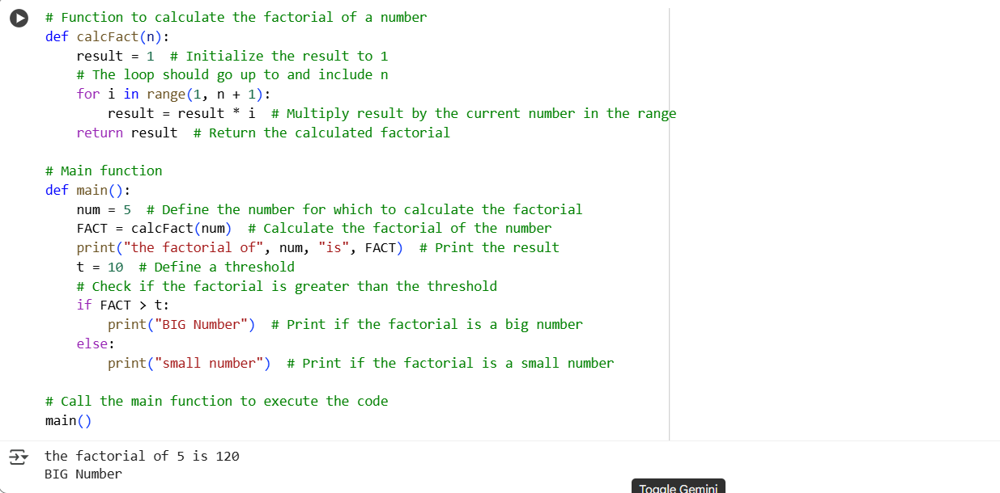 # Function to calculate the factorial of a number
def calcFact(n):
    result = 1  # Initialize the result to 1
    # The loop should go up to and include n
    for i in range(1, n + 1):
        result = result * i  # Multiply result by the current number in the range
    return result  # Return the calculated factorial

# Main function
def main():
    num = 5  # Define the number for which to calculate the factorial
    FACT = calcFact(num)  # Calculate the factorial of the number
    print("the factorial of", num, "is", FACT)  # Print the result
    t = 10  # Define a threshold
    # Check if the factorial is greater than the threshold
    if FACT > t:
        print("BIG Number")  # Print if the factorial is a big number
    else:
        print("small number")  # Print if the factorial is a small number

# Call the main function to execute the code
main()
the factorial of 5 is 120
BIG Number
Toggle Gemini